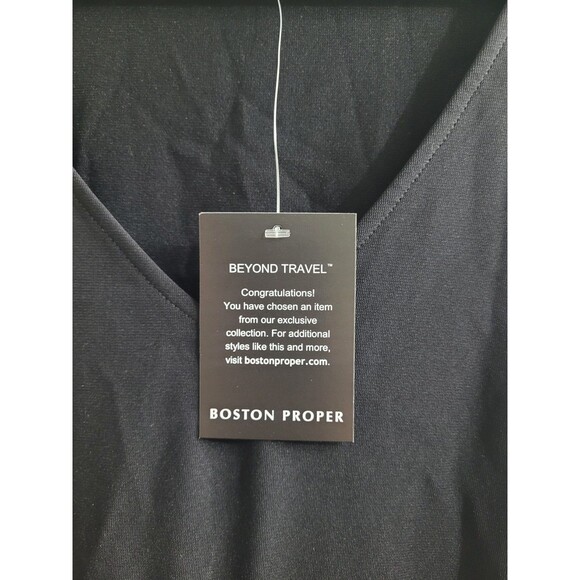 BEYOND TRAVEL™
Congratulations!
You have chosen an item
from our exclusive
collection. For additional
styles like this and more,
visit bostonproper.com.
BOSTON PROPER